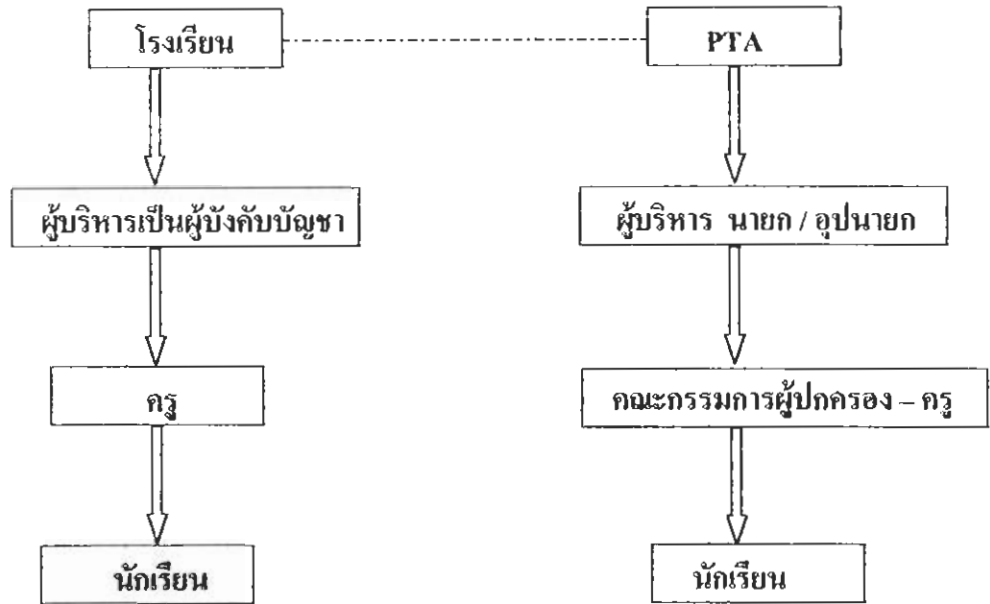 โรงเรียน
PTA
ผู้บริหารเป็นผู้บังคับบัญชา
ผู้บริหาร นายก / อุปนายก
ครู
คณะกรรมการผู้ปกครอง – ครู
นักเรียน
นักเรียน